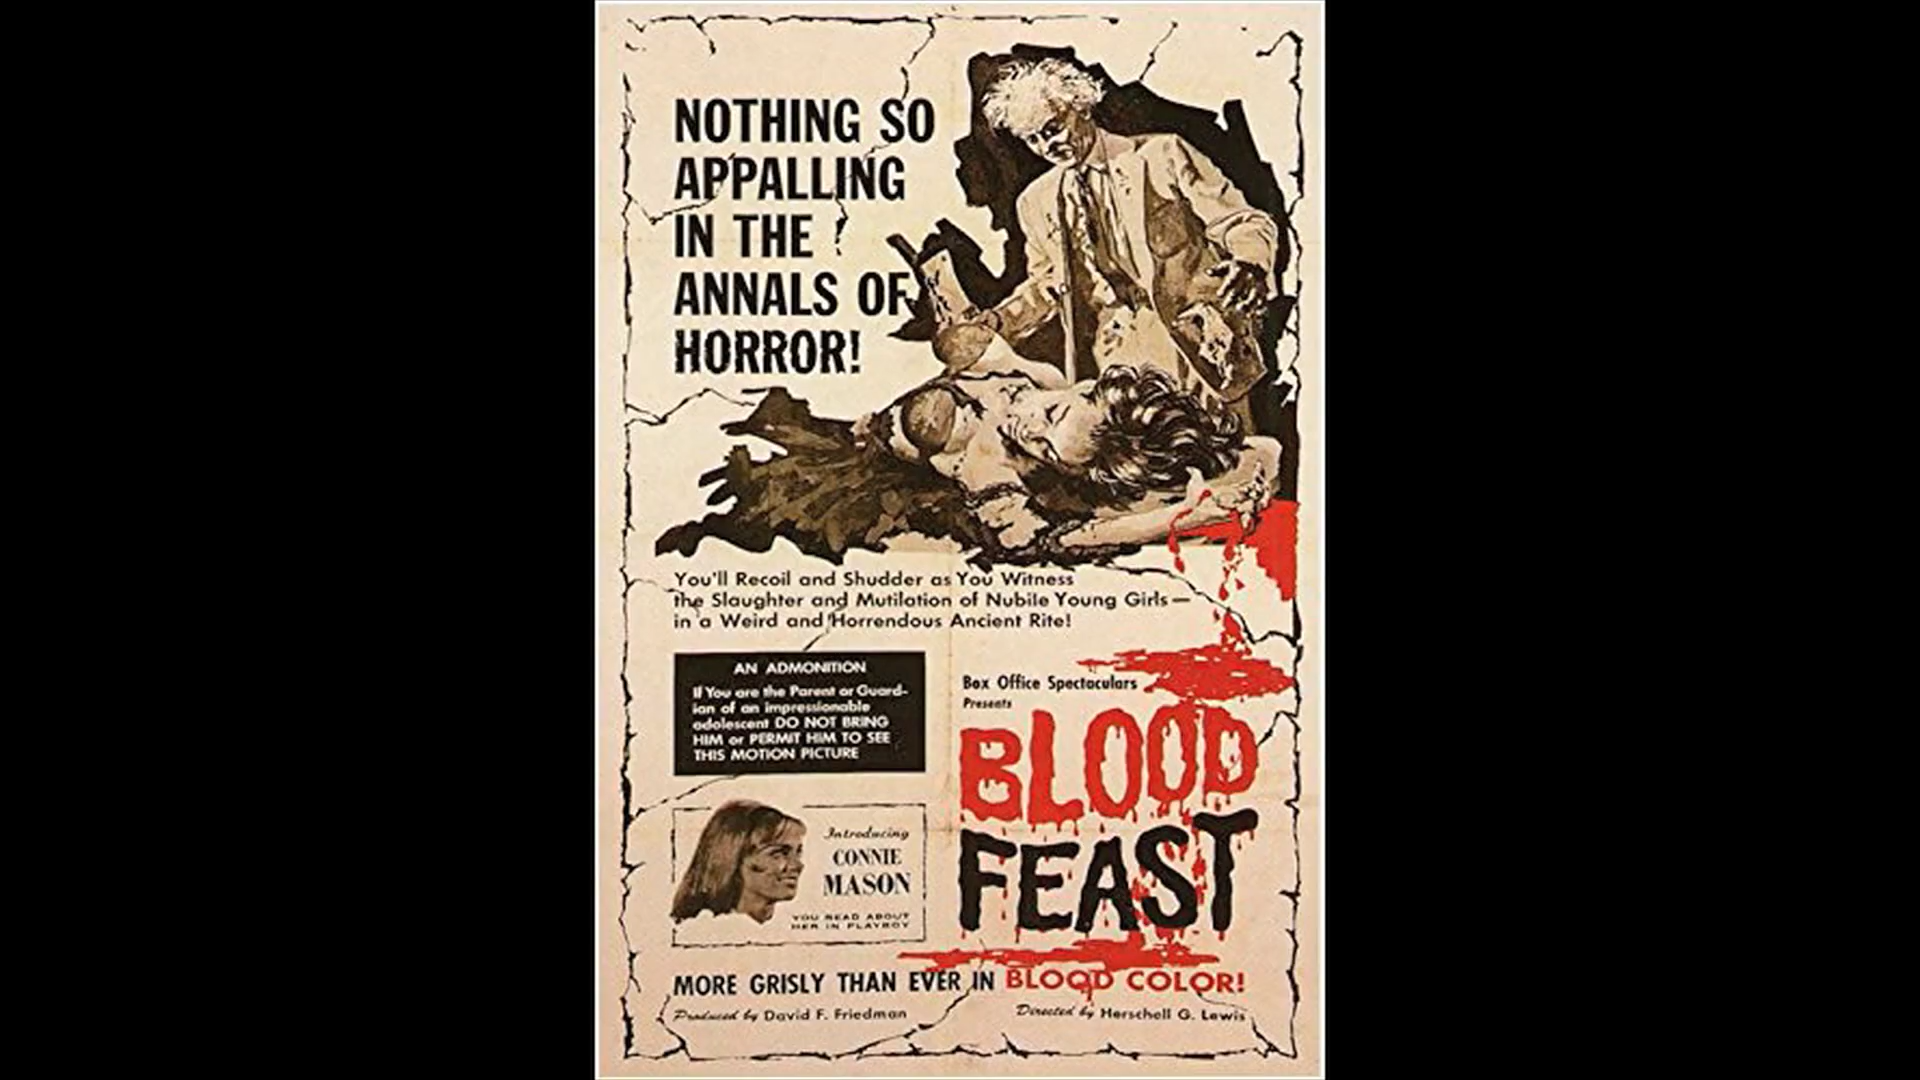 NOTHING SO
APPALLING
IN THE
ANNALS OF
HORROR!
You'll Recoil and Shudder as You Witness
the Slaughter and Mutilation of Nubile Young Girls—
in a Weird and Horrendous Ancient Rite!
AN ADMONITION
If You are the Parent or Guard-
ian of an impressionable
adolescent DO NOT BRING
HIM or PERMIT HIM TO SEE
THIS MOTION PICTURE
Introducing
CONNIE
MASON
YOU READ ABOUT
HER IN PLAYBOY
Box Office Spectaculars
Presents
BLOOD
FEAST
MORE GRISLY THAN EVER IN BLOOD COLOR!
Produced by David F. Friedman
Directed by Herschell G. Lewis